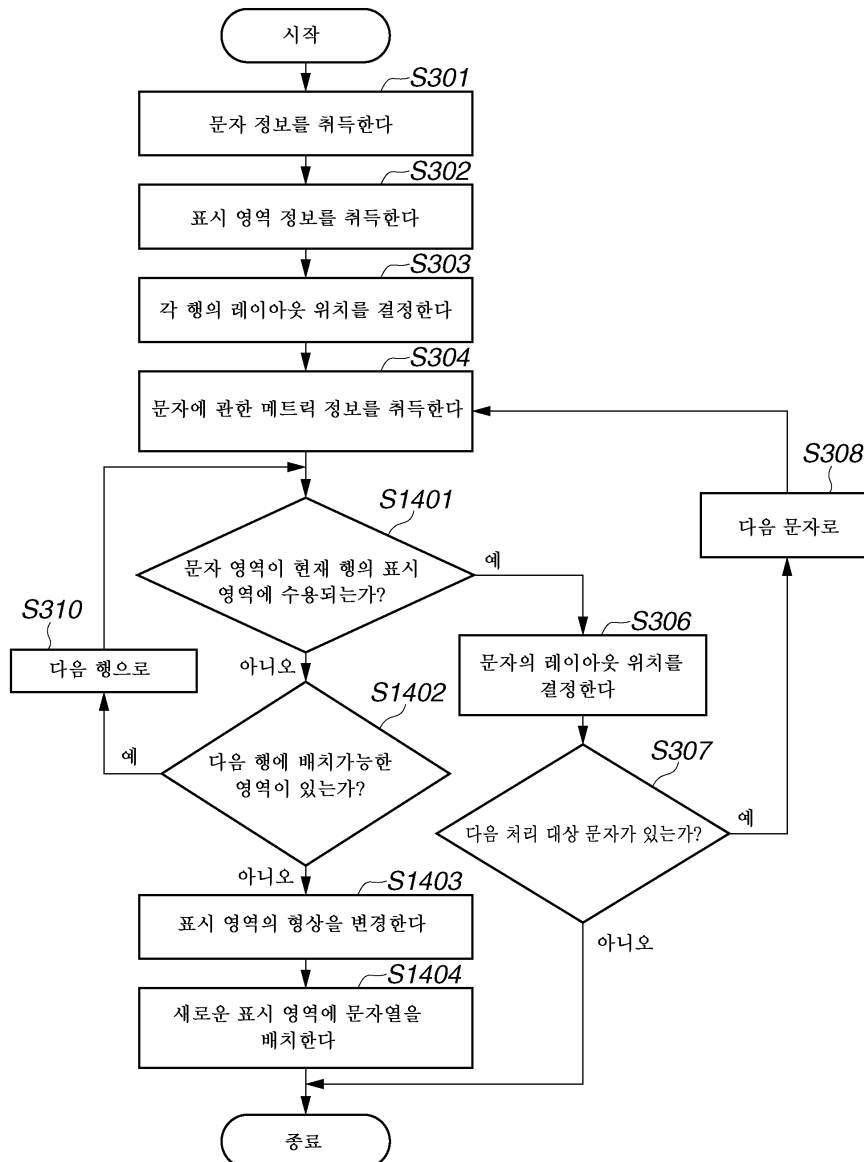 시작
S301
문자 정보를 취득한다
S302
표시 영역 정보를 취득한다
S303
각 행의 레이아웃 위치를 결정한다
S304
문자에 관한 메트릭 정보를 취득한다
S308
다음 문자로
S1401
문자 영역이 현재 행의 표시
영역에 수용되는가?
예
아니오
S310
다음 행으로
S306
문자의 레이아웃 위치를
결정한다
S1402
다음 행에 배치가능한
영역이 있는가?
예
아니오
S307
다음 처리 대상 문자가 있는가?
예
아니오
S1403
표시 영역의 형상을 변경한다
S1404
새로운 표시 영역에 문자열을
배치한다
종료